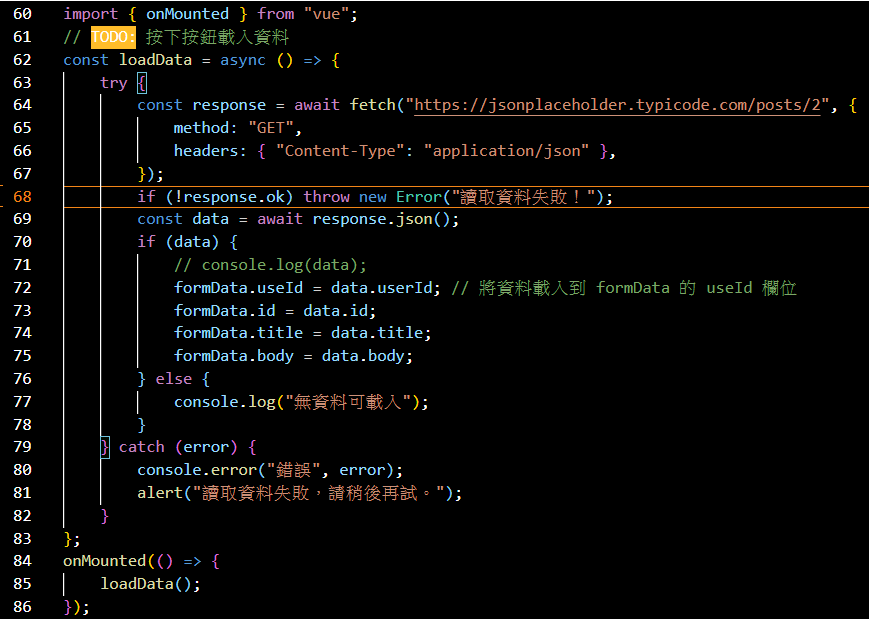 60 import { onMounted } from "vue";
61 // TODO: 按下按鈕載入資料
62 const loadData = async () => {
63 try {
64 const response = await fetch("https://jsonplaceholder.typicode.com/posts/2", {
65 method: "GET",
66 headers: { "Content-Type": "application/json" },
67 });
68 if (!response.ok) throw new Error("讀取資料失敗！");
69 const data = await response.json();
70 if (data) {
71 // console.log(data);
72 formData.useId = data.userId; // 將資料載入到 formData 的 useId 欄位
73 formData.id = data.id;
74 formData.title = data.title;
75 formData.body = data.body;
76 } else {
77 console.log("無資料可載入");
78 }
79 } catch (error) {
80 console.error("錯誤", error);
81 alert("讀取資料失敗，請稍後再試。");
82 }
83 };
84 onMounted(() => {
85 loadData();
86 });